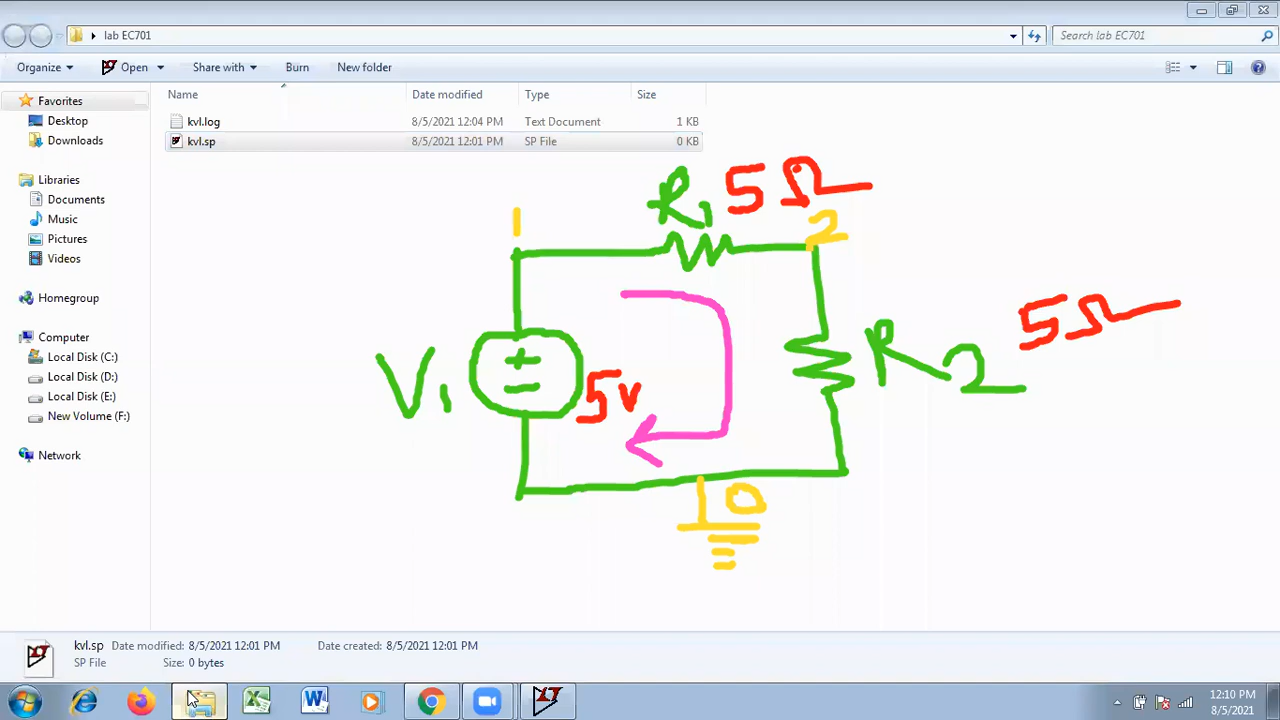 lab EC701
Search lab EC701
Organize Open Share with Burn New folder
Favorites
Desktop
Downloads
Libraries
Documents
Music
Pictures
Videos
Homegroup
Computer
Local Disk (C:)
Local Disk (D:)
Local Disk (E:)
New Volume (F:)
Network
Name Date modified Type Size
kvl.log 8/5/2021 12:04 PM Text Document 1 KB
kvl.sp 8/5/2021 12:01 PM SP File 0 KB
R1 5Ω
1
2
5Ω
R2
V1
+
5v
0
kvl.sp Date modified: 8/5/2021 12:01 PM Date created: 8/5/2021 12:01 PM
SP File Size: 0 bytes
12:10 PM
8/5/2021